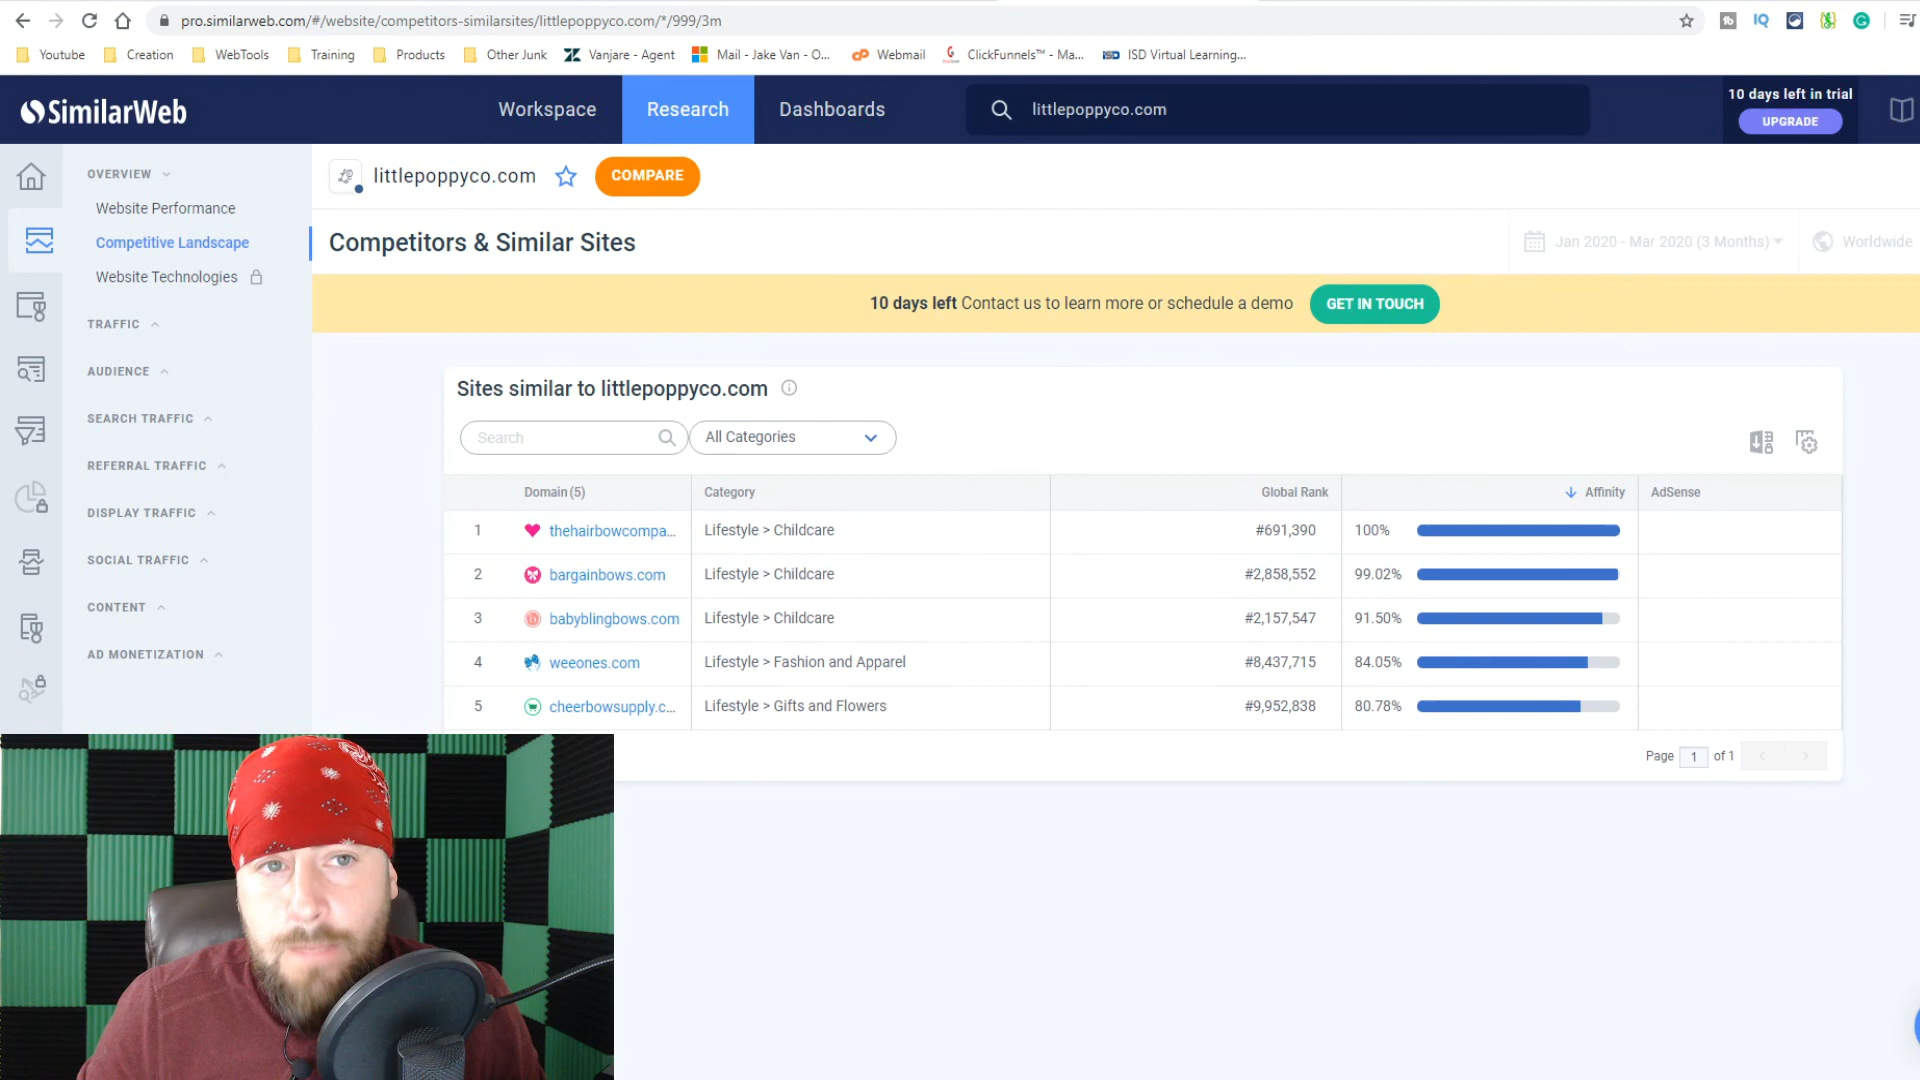 pro.similarweb.com/#/website/competitors-similarsites/littlepoppyco.com/*/999/3m
Youtube
Creation
WebTools
Training
Products
Other Junk
Vanjare - Agent
Mail - Jake Van - O...
Webmail
ClickFunnels™ - Ma...
ISD Virtual Learning...
SimilarWeb
Workspace
Research
Dashboards
littlepoppyco.com
10 days left in trial
UPGRADE
OVERVIEW
Website Performance
Competitive Landscape
Website Technologies
TRAFFIC
AUDIENCE
SEARCH TRAFFIC
REFERRAL TRAFFIC
DISPLAY TRAFFIC
SOCIAL TRAFFIC
CONTENT
AD MONETIZATION
littlepoppyco.com
COMPARE
Competitors & Similar Sites
Jan 2020 - Mar 2020 (3 Months)
Worldwide
10 days left Contact us to learn more or schedule a demo
GET IN TOUCH
Sites similar to littlepoppyco.com
Search
All Categories
Domain (5) Category Global Rank Affinity AdSense
1 thehairbowcompa... Lifestyle > Childcare #691,390 100%
2 bargainbows.com Lifestyle > Childcare #2,858,552 99.02%
3 babyblingbows.com Lifestyle > Childcare #2,157,547 91.50%
4 weeones.com Lifestyle > Fashion and Apparel #8,437,715 84.05%
5 cheerbowsupply.c... Lifestyle > Gifts and Flowers #9,952,838 80.78%
Page 1 of 1